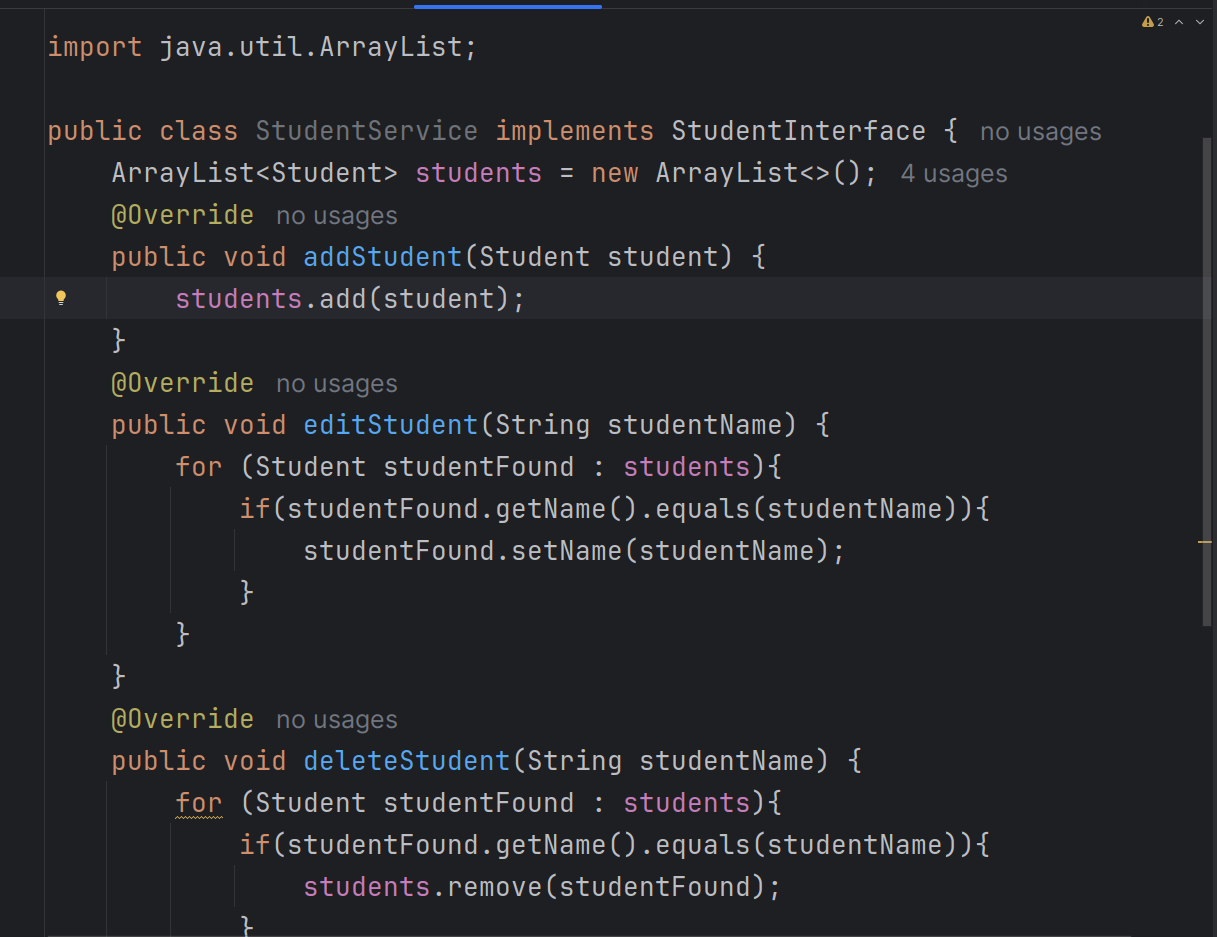 2
import java.util.ArrayList;
public class StudentService implements StudentInterface { no usages
    ArrayList<Student> students = new ArrayList<>(); 4 usages
    @Override no usages
    public void addStudent(Student student) {
        students.add(student);
    }
    @Override no usages
    public void editStudent(String studentName) {
        for (Student studentFound : students){
            if(studentFound.getName().equals(studentName)){
                studentFound.setName(studentName);
            }
        }
    }
    @Override no usages
    public void deleteStudent(String studentName) {
        for (Student studentFound : students){
            if(studentFound.getName().equals(studentName)){
                students.remove(studentFound);
            }